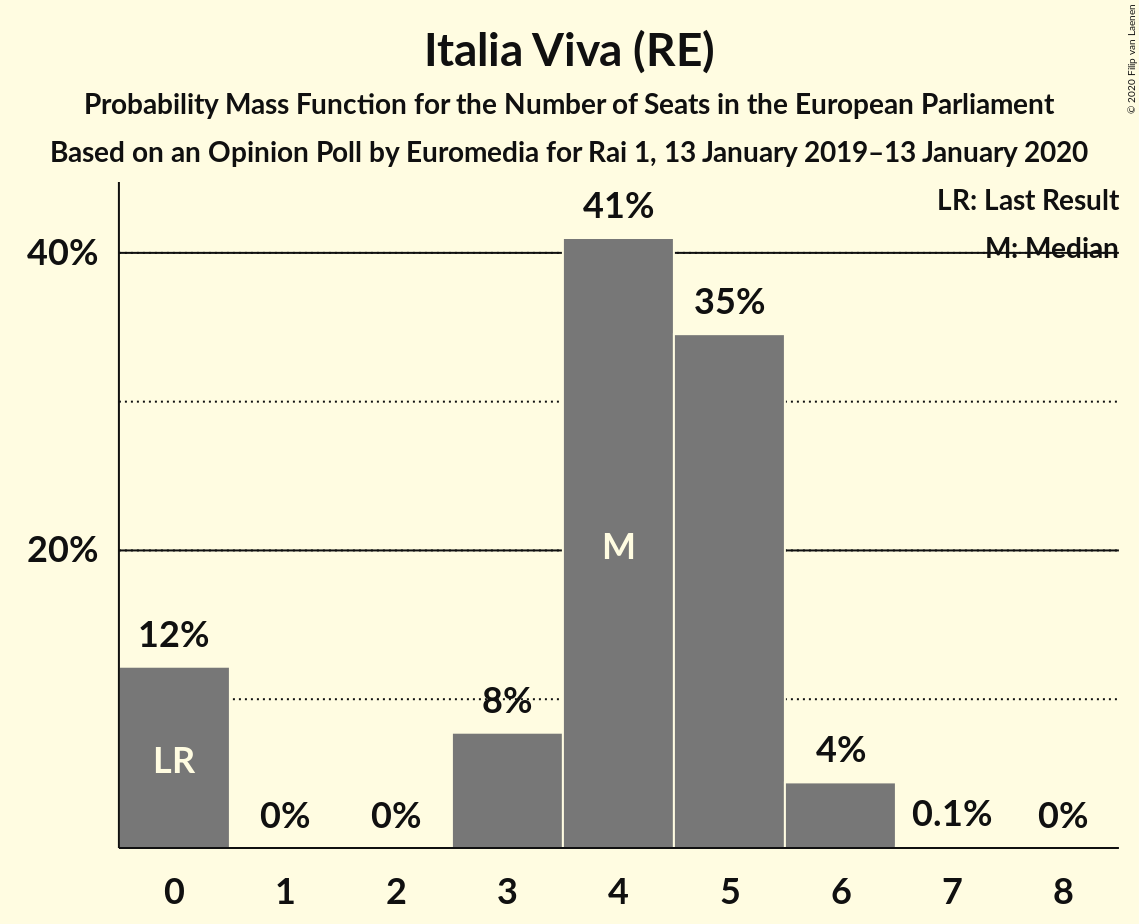 Italia Viva (RE)
Probability Mass Function for the Number of Seats in the European Parliament
Based on an Opinion Poll by Euromedia for Rai 1, 13 January 2019–13 January 2020
© 2020 Filip van Laenen
LR: Last Result
M: Median
40%
20%
12%
0%
0%
8%
41%
35%
4%
0.1%
0%
LR
M
0 1 2 3 4 5 6 7 8